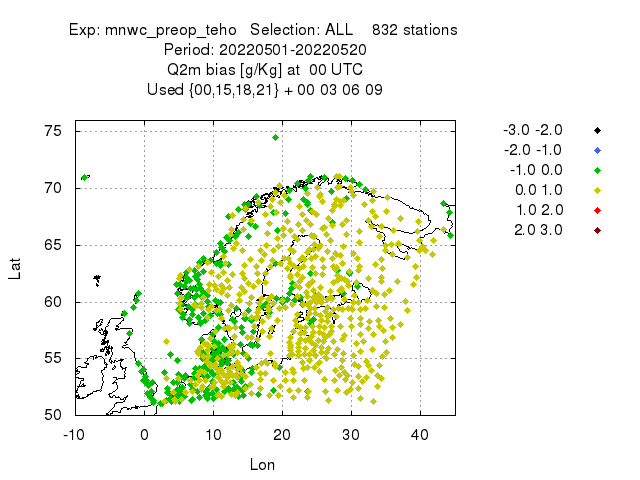 Exp: mnwc_preop_teho   Selection: ALL    832 stations
Period: 20220501-20220520
Q2m bias [g/Kg] at  00 UTC
Used {00,15,18,21} + 00 03 06 09
75
70
65
60
55
50
-10 0 10 20 30 40
Lat
Lon
-3.0 -2.0
-2.0 -1.0
-1.0 0.0
0.0 1.0
1.0 2.0
2.0 3.0